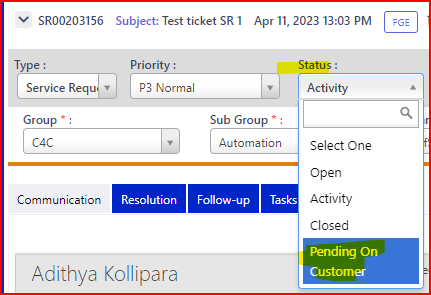 SR00203156 Subject: Test ticket SR 1 Apr 11, 2023 13:03 PM FGE
Type : Priority : Status :
Service Reque P3 Normal Activity
Group * : Sub Group * :
C4C Automation
Select One
Open
Activity
Closed
Pending On
Customer
Communication Resolution Follow-up Tasks
Adithya Kollipara